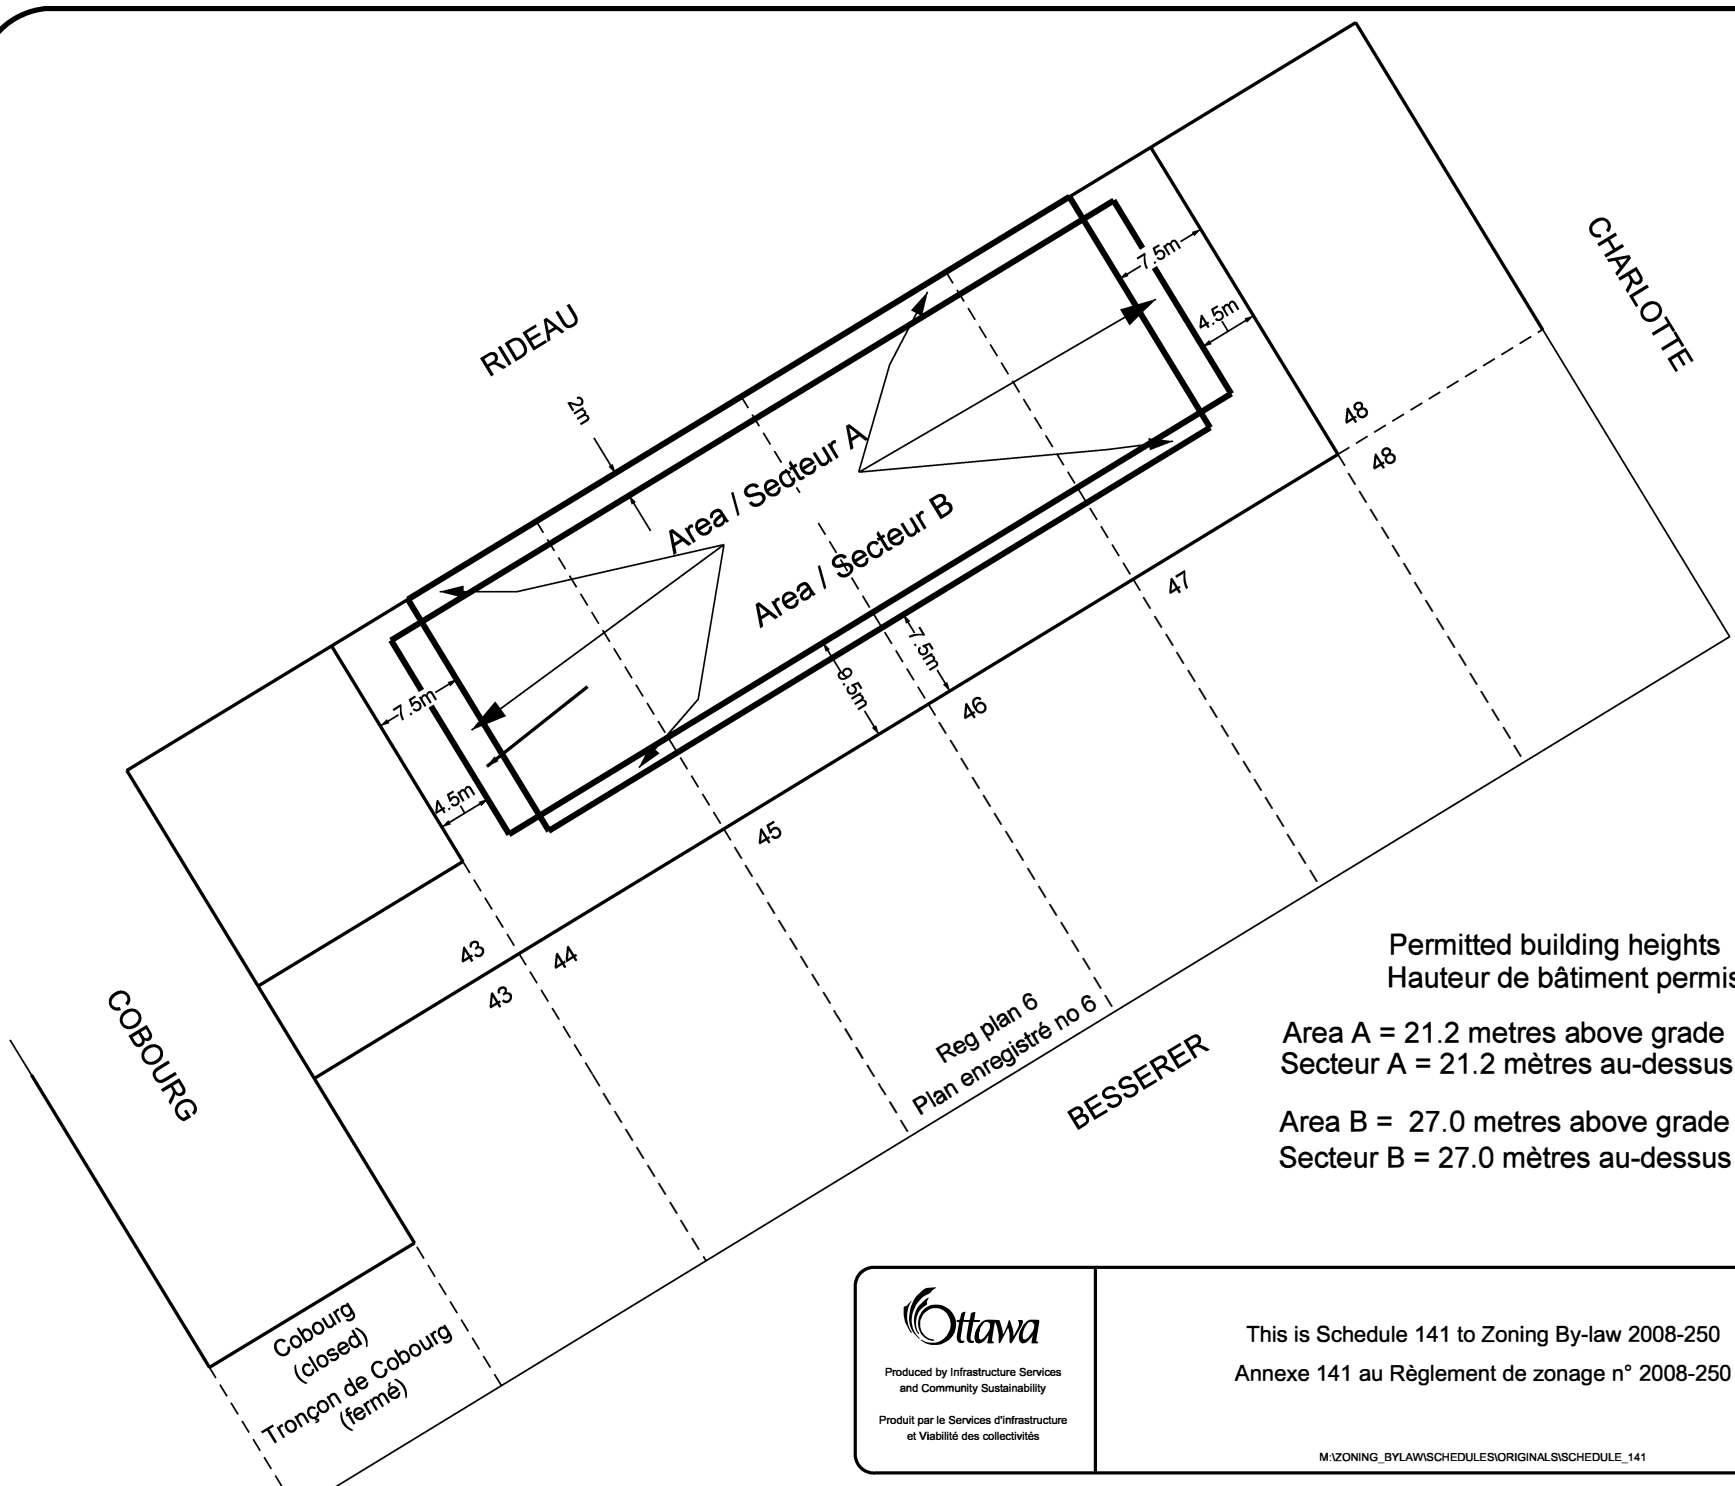 RIDEAU
CHARLOTTE
2m
7.5m
4.5m
Area / Secteur A
Area / Secteur B
48
48
47
7.5m
9.5m
46
7.5m
4.5m
45
43
44
43
COBOURG
Reg plan 6
Plan enregistré no 6
BESSERER
Cobourg
(closed)
Tronçon de Cobourg
(fermé)
Permitted building heights
Hauteur de bâtiment permis
Area A = 21.2 metres above grade
Secteur A = 21.2 mètres au-dessus
Area B = 27.0 metres above grade
Secteur B = 27.0 mètres au-dessus
Ottawa
Produced by Infrastructure Services
and Community Sustainability
Produit par le Services d'infrastructure
et Viabilité des collectivités
This is Schedule 141 to Zoning By-law 2008-250
Annexe 141 au Règlement de zonage n° 2008-250
M:\ZONING_BYLAW\SCHEDULES\ORIGINALS\SCHEDULE_141